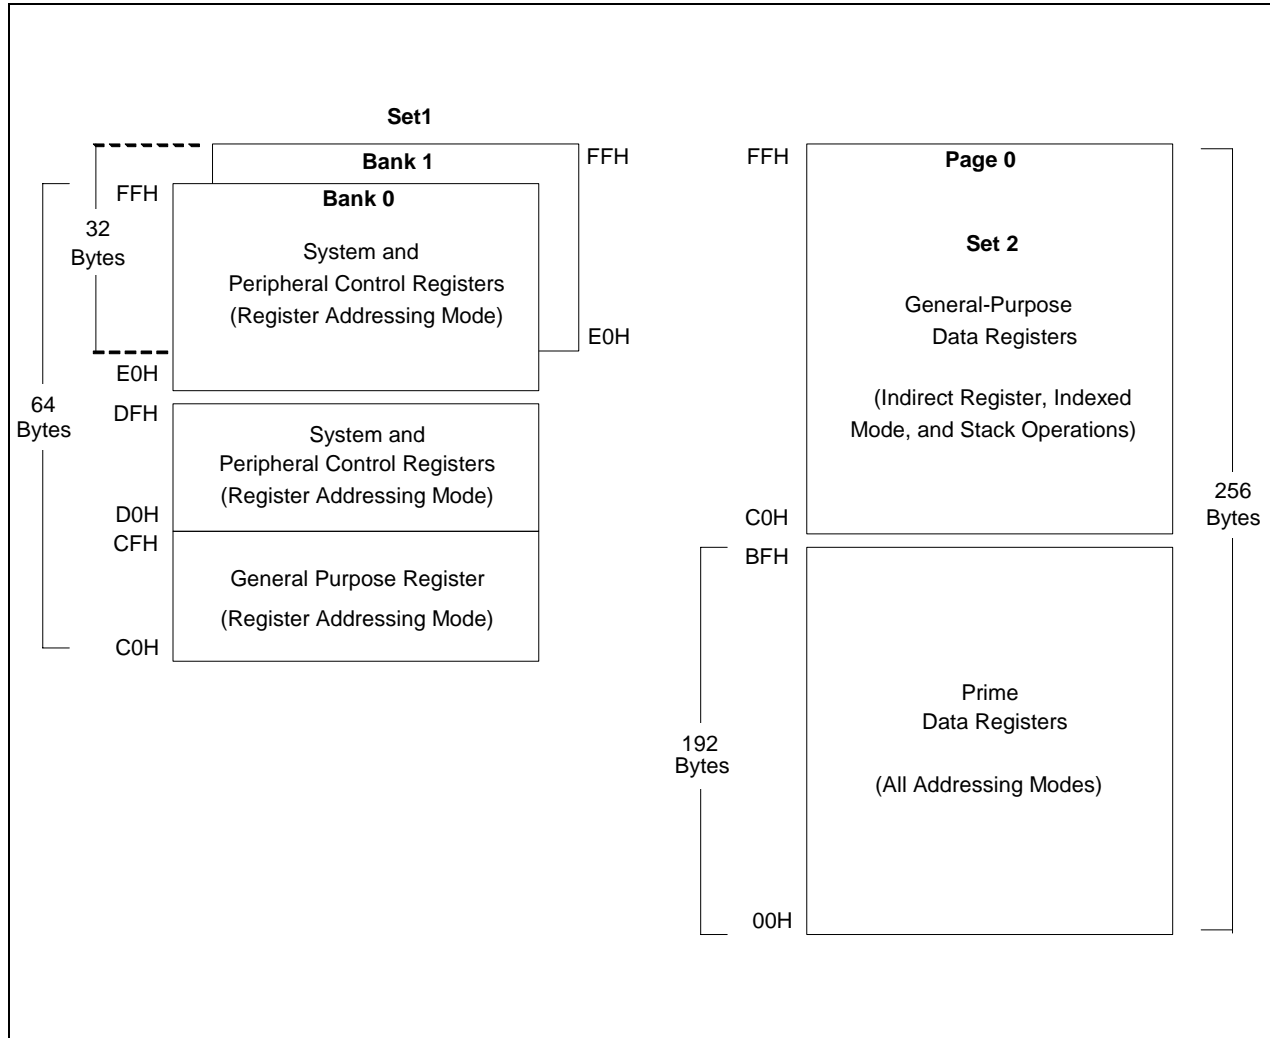 Set1
Bank 1
FFH
FFH
Bank 0
32
Bytes
System and
Peripheral Control Registers
(Register Addressing Mode)
E0H
E0H
64
Bytes
DFH
System and
Peripheral Control Registers
(Register Addressing Mode)
D0H
CFH
General Purpose Register
(Register Addressing Mode)
C0H
FFH
Page 0
Set 2
General-Purpose
Data Registers
(Indirect Register, Indexed
Mode, and Stack Operations)
C0H
256
Bytes
BFH
192
Bytes
Prime
Data Registers
(All Addressing Modes)
00H